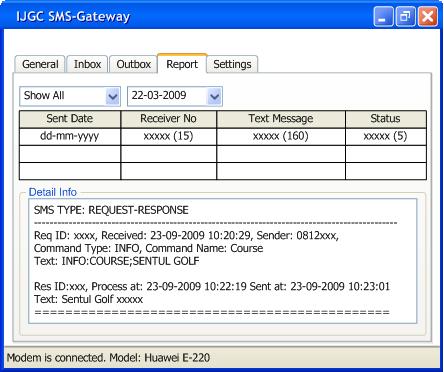 IJGC SMS-Gateway
General Inbox Outbox Report Settings
Show All 22-03-2009
Sent Date Receiver No Text Message Status
dd-mm-yyyy xxxxx (15) xxxxx (160) xxxxx (5)
Detail Info
SMS TYPE: REQUEST-RESPONSE
--------------------------------------------------------------------------------
Req ID: xxxx, Received: 23-09-2009 10:20:29, Sender: 0812xxx,
Command Type: INFO, Command Name: Course
Text: INFO:COURSE;SENTUL GOLF
Res ID:xxx, Process at: 23-09-2009 10:22:19 Sent at: 23-09-2009 10:23:01
Text: Sentul Golf xxxxx
================================================
Modem is connected. Model: Huawei E-220